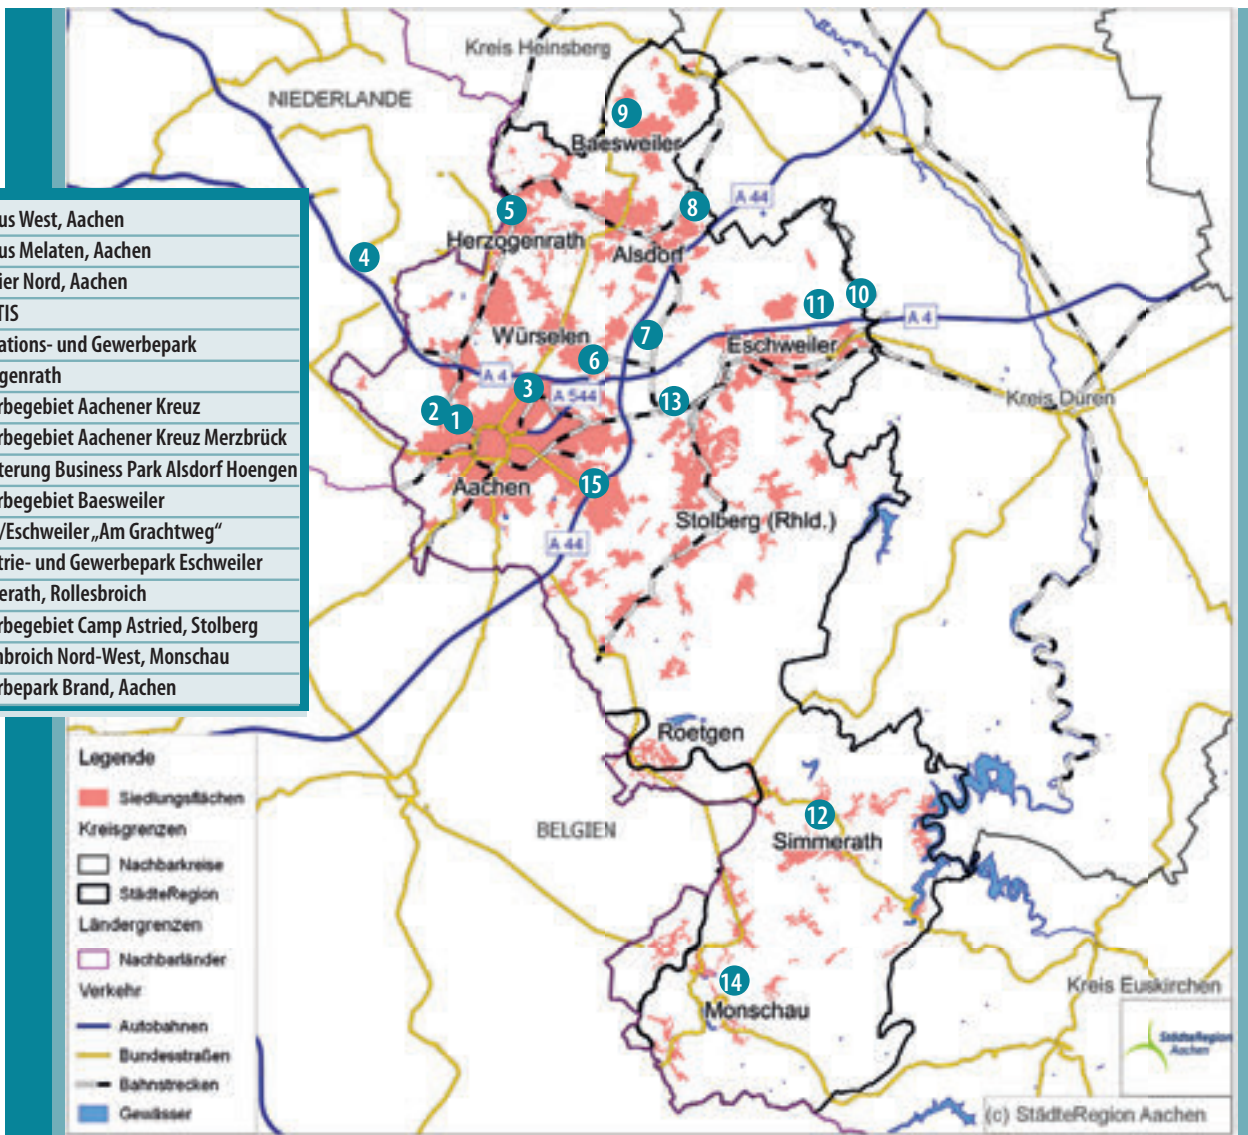 Kreis Heinsberg
NIEDERLANDE
9
Baesweiler
A 44
5
8
Herzogenrath
Alsdorf
4
11
10
A 4
Würselen
7
6
Eschweiler
A 4
3
A 544
13
Kreis Düren
2
1
Aachen
15
Stolberg (Rhld.)
A 44
us West, Aachen
us Melaten, Aachen
ier Nord, Aachen
TIS
ations- und Gewerbepark
genrath
rbegebiet Aachener Kreuz
rbegebiet Aachener Kreuz Merzbrück
terung Business Park Alsdorf Hoengen
rbegebiet Baesweiler
/Eschweiler „Am Grachtweg“
trie- und Gewerbepark Eschweiler
erath, Rollesbroich
rbegebiet Camp Astried, Stolberg
nbroich Nord-West, Monschau
rbepark Brand, Aachen
Roetgen
BELGIEN
12
Simmerath
14
Monschau
Kreis Euskirchen
Legende
Siedlungsflächen
Kreisgrenzen
Nachbarkreise
StädteRegion
Ländergrenzen
Nachbarländer
Verkehr
Autobahnen
Bundesstraßen
Bahnstrecken
Gewässer
StädteRegion
Aachen
(c) StädteRegion Aachen